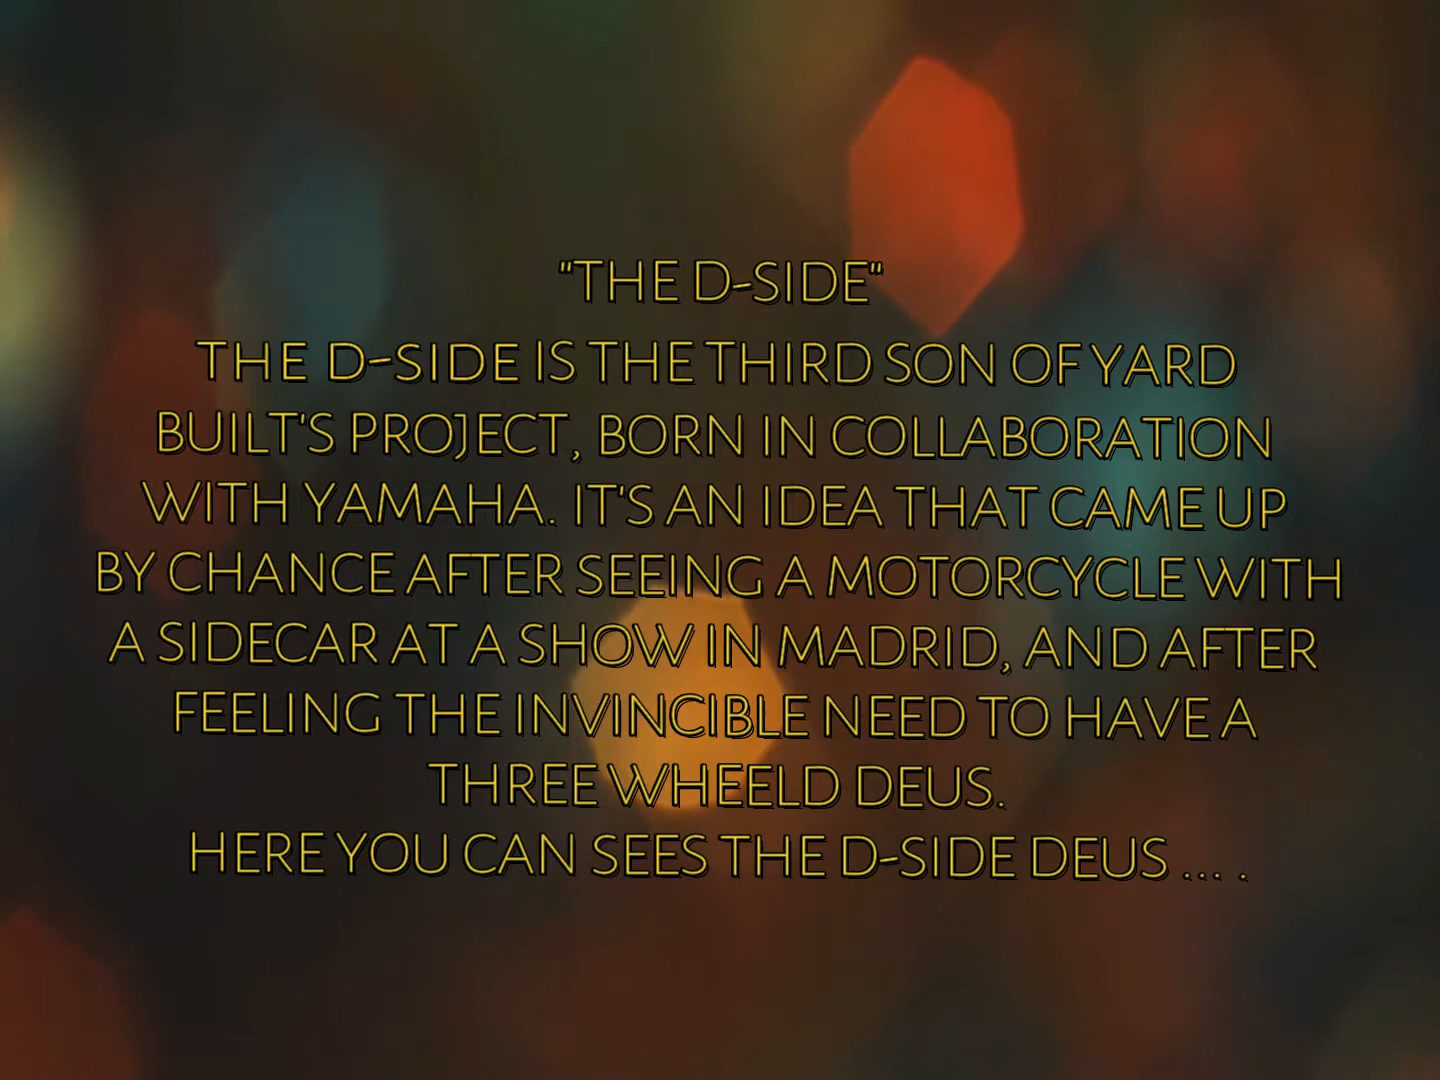 "THE D-SIDE"
THE D-SIDE IS THE THIRD SON OF YARD
BUILT'S PROJECT, BORN IN COLLABORATION
WITH YAMAHA. IT'S AN IDEA THAT CAME UP
BY CHANCE AFTER SEEING A MOTORCYCLE WITH
A SIDECAR AT A SHOW IN MADRID, AND AFTER
FEELING THE INVINCIBLE NEED TO HAVE A
THREE WHEELD DEUS.
HERE YOU CAN SEES THE D-SIDE DEUS ... .